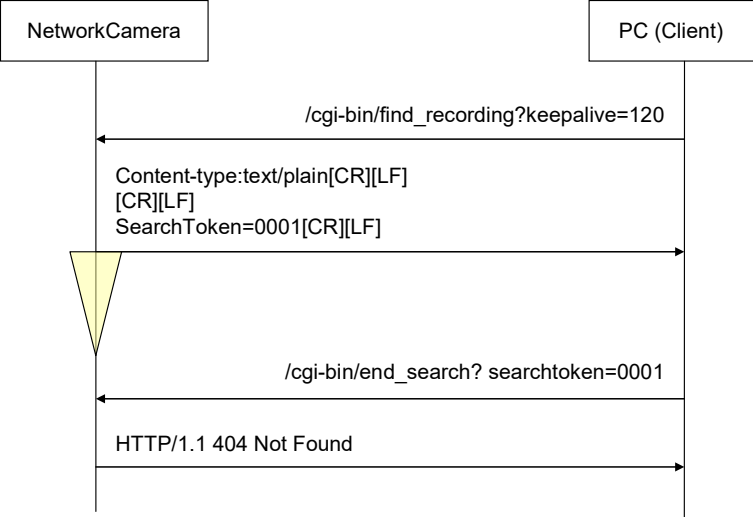 NetworkCamera
PC (Client)
/cgi-bin/find_recording?keepalive=120
Content-type:text/plain[CR][LF]
[CR][LF]
SearchToken=0001[CR][LF]
/cgi-bin/end_search? searchtoken=0001
HTTP/1.1 404 Not Found